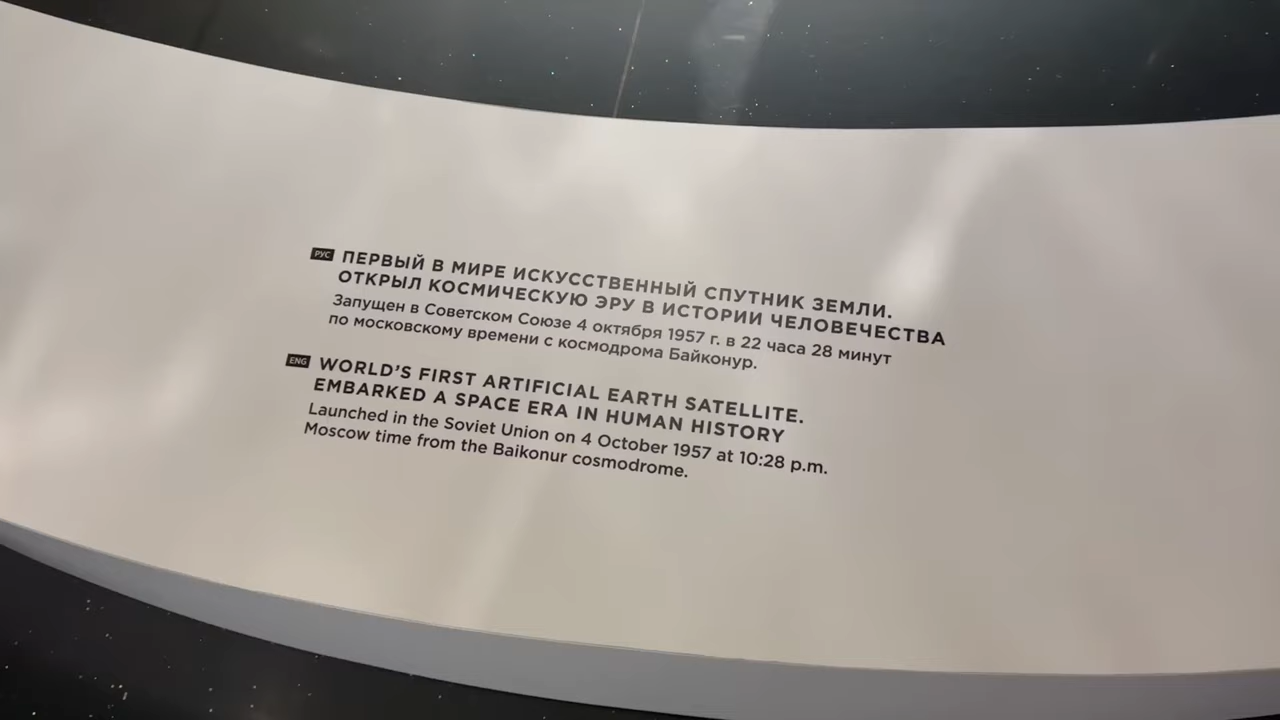 РУС ПЕРВЫЙ В МИРЕ ИСКУССТВЕННЫЙ СПУТНИК ЗЕМЛИ.
ОТКРЫЛ КОСМИЧЕСКУЮ ЭРУ В ИСТОРИИ ЧЕЛОВЕЧЕСТВА
Запущен в Советском Союзе 4 октября 1957 г. в 22 часа 28 минут
по московскому времени с космодрома Байконур.
ENG WORLD'S FIRST ARTIFICIAL EARTH SATELLITE.
EMBARKED A SPACE ERA IN HUMAN HISTORY
Launched in the Soviet Union on 4 October 1957 at 10:28 p.m.
Moscow time from the Baikonur cosmodrome.